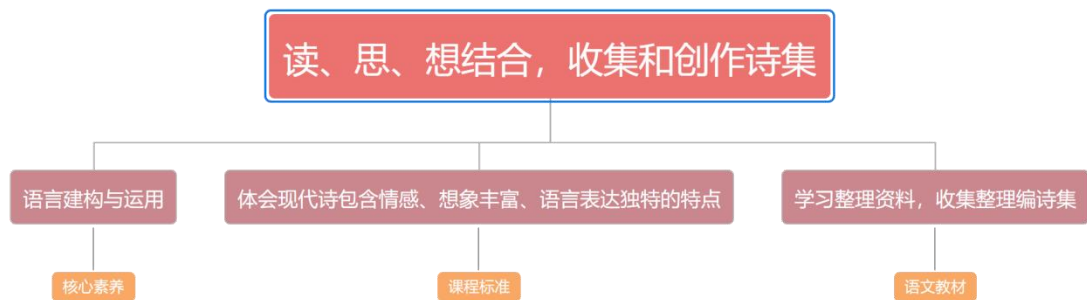 读、思、想结合，收集和创作诗集
语言建构与运用
体会现代诗包含情感、想象丰富、语言表达独特的特点
学习整理资料，收集整理编诗集
核心素养
课程标准
语文教材